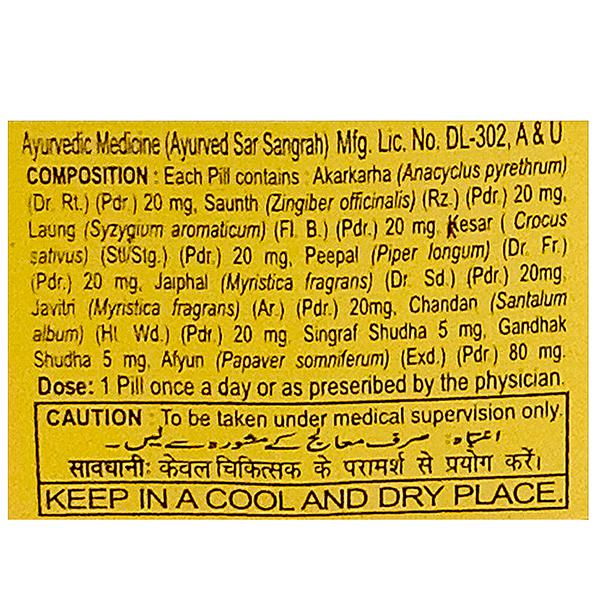 Ayurvedic Medicine (Ayurved Sar Sangrah) Mfg. Lic. No. DL-302, A & U
COMPOSITION : Each Pill contains : Akarkarha (Anacyclus pyrethrum)
(Dr. Rt.) (Pdr.) 20 mg, Saunth (Zingiber officinalis) (Rz.) (Pdr.) 20 mg,
Laung (Syzygium aromaticum) (Fl. B.) (Pdr.) 20 mg. Kesar ( Crocus
sativus) (Stl/Stg.) (Pdr.) 20 mg, Peepal (Piper longum) (Dr. Fr.)
(Pdr.) 20 mg, Jaiphal (Myristica fragrans) (Dr. Sd.) (Pdr.) 20mg,
Javitri (Myristica fragrans) (Ar.) (Pdr.) 20mg, Chandan (Santalum
album) (Ht. Wd.) (Pdr.) 20 mg, Singraf Shudha 5 mg, Gandhak
Shudha 5 mg, Afyun (Papaver somniferum) (Exd.) (Pdr.) 80 mg.
Dose: 1 Pill once a day or as preseribed by the physician.
CAUTION : To be taken under medical supervision only.
انتباہ: صرف معالج کے مشورہ سے لیں۔
सावधानी: केवल चिकित्सक के परामर्श से प्रयोग करें।
KEEP IN A COOL AND DRY PLACE.